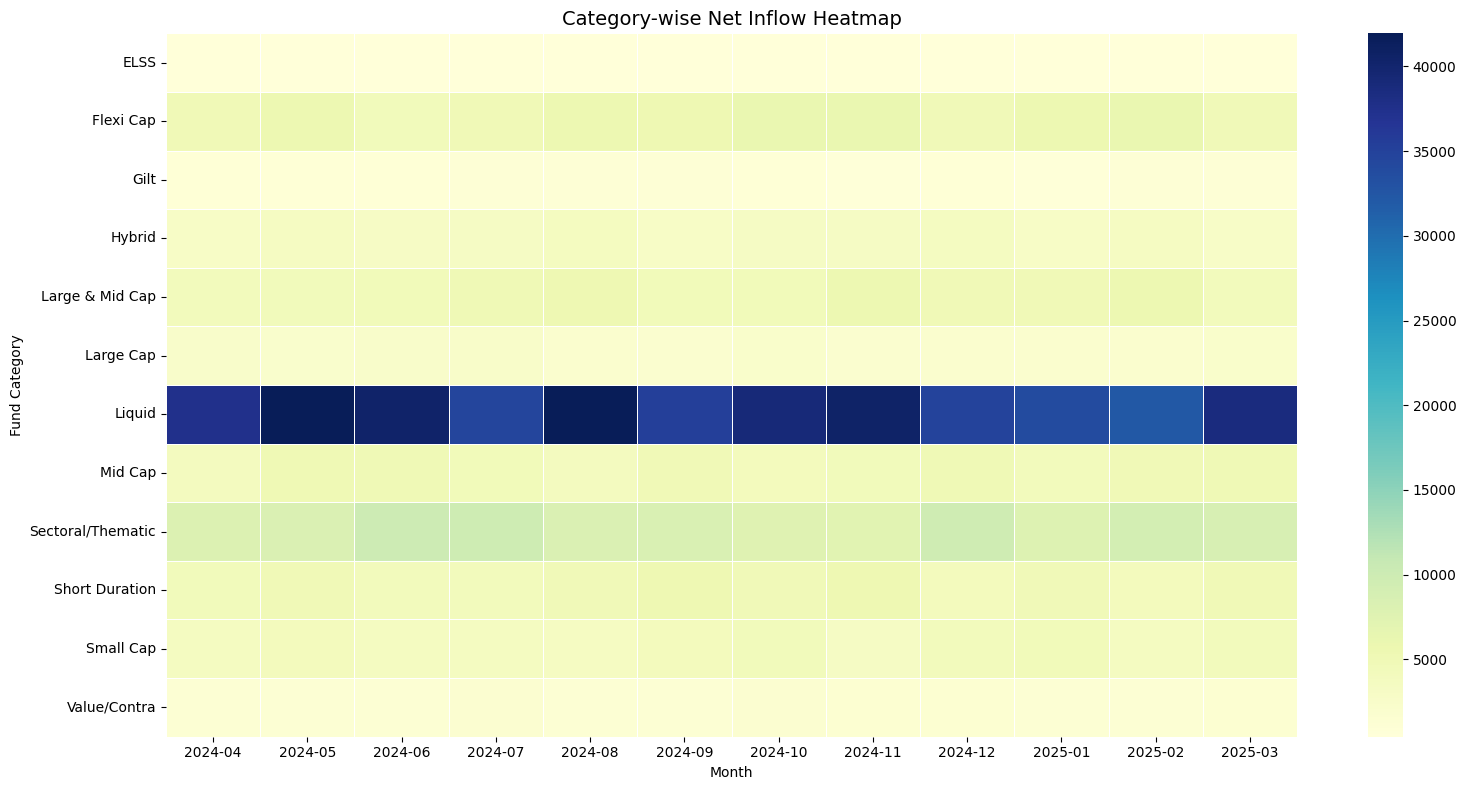 Category-wise Net Inflow Heatmap
Fund Category
ELSS
Flexi Cap
Gilt
Hybrid
Large & Mid Cap
Large Cap
Liquid
Mid Cap
Sectoral/Thematic
Short Duration
Small Cap
Value/Contra
2024-04 2024-05 2024-06 2024-07 2024-08 2024-09 2024-10 2024-11 2024-12 2025-01 2025-02 2025-03
Month
40000
35000
30000
25000
20000
15000
10000
5000